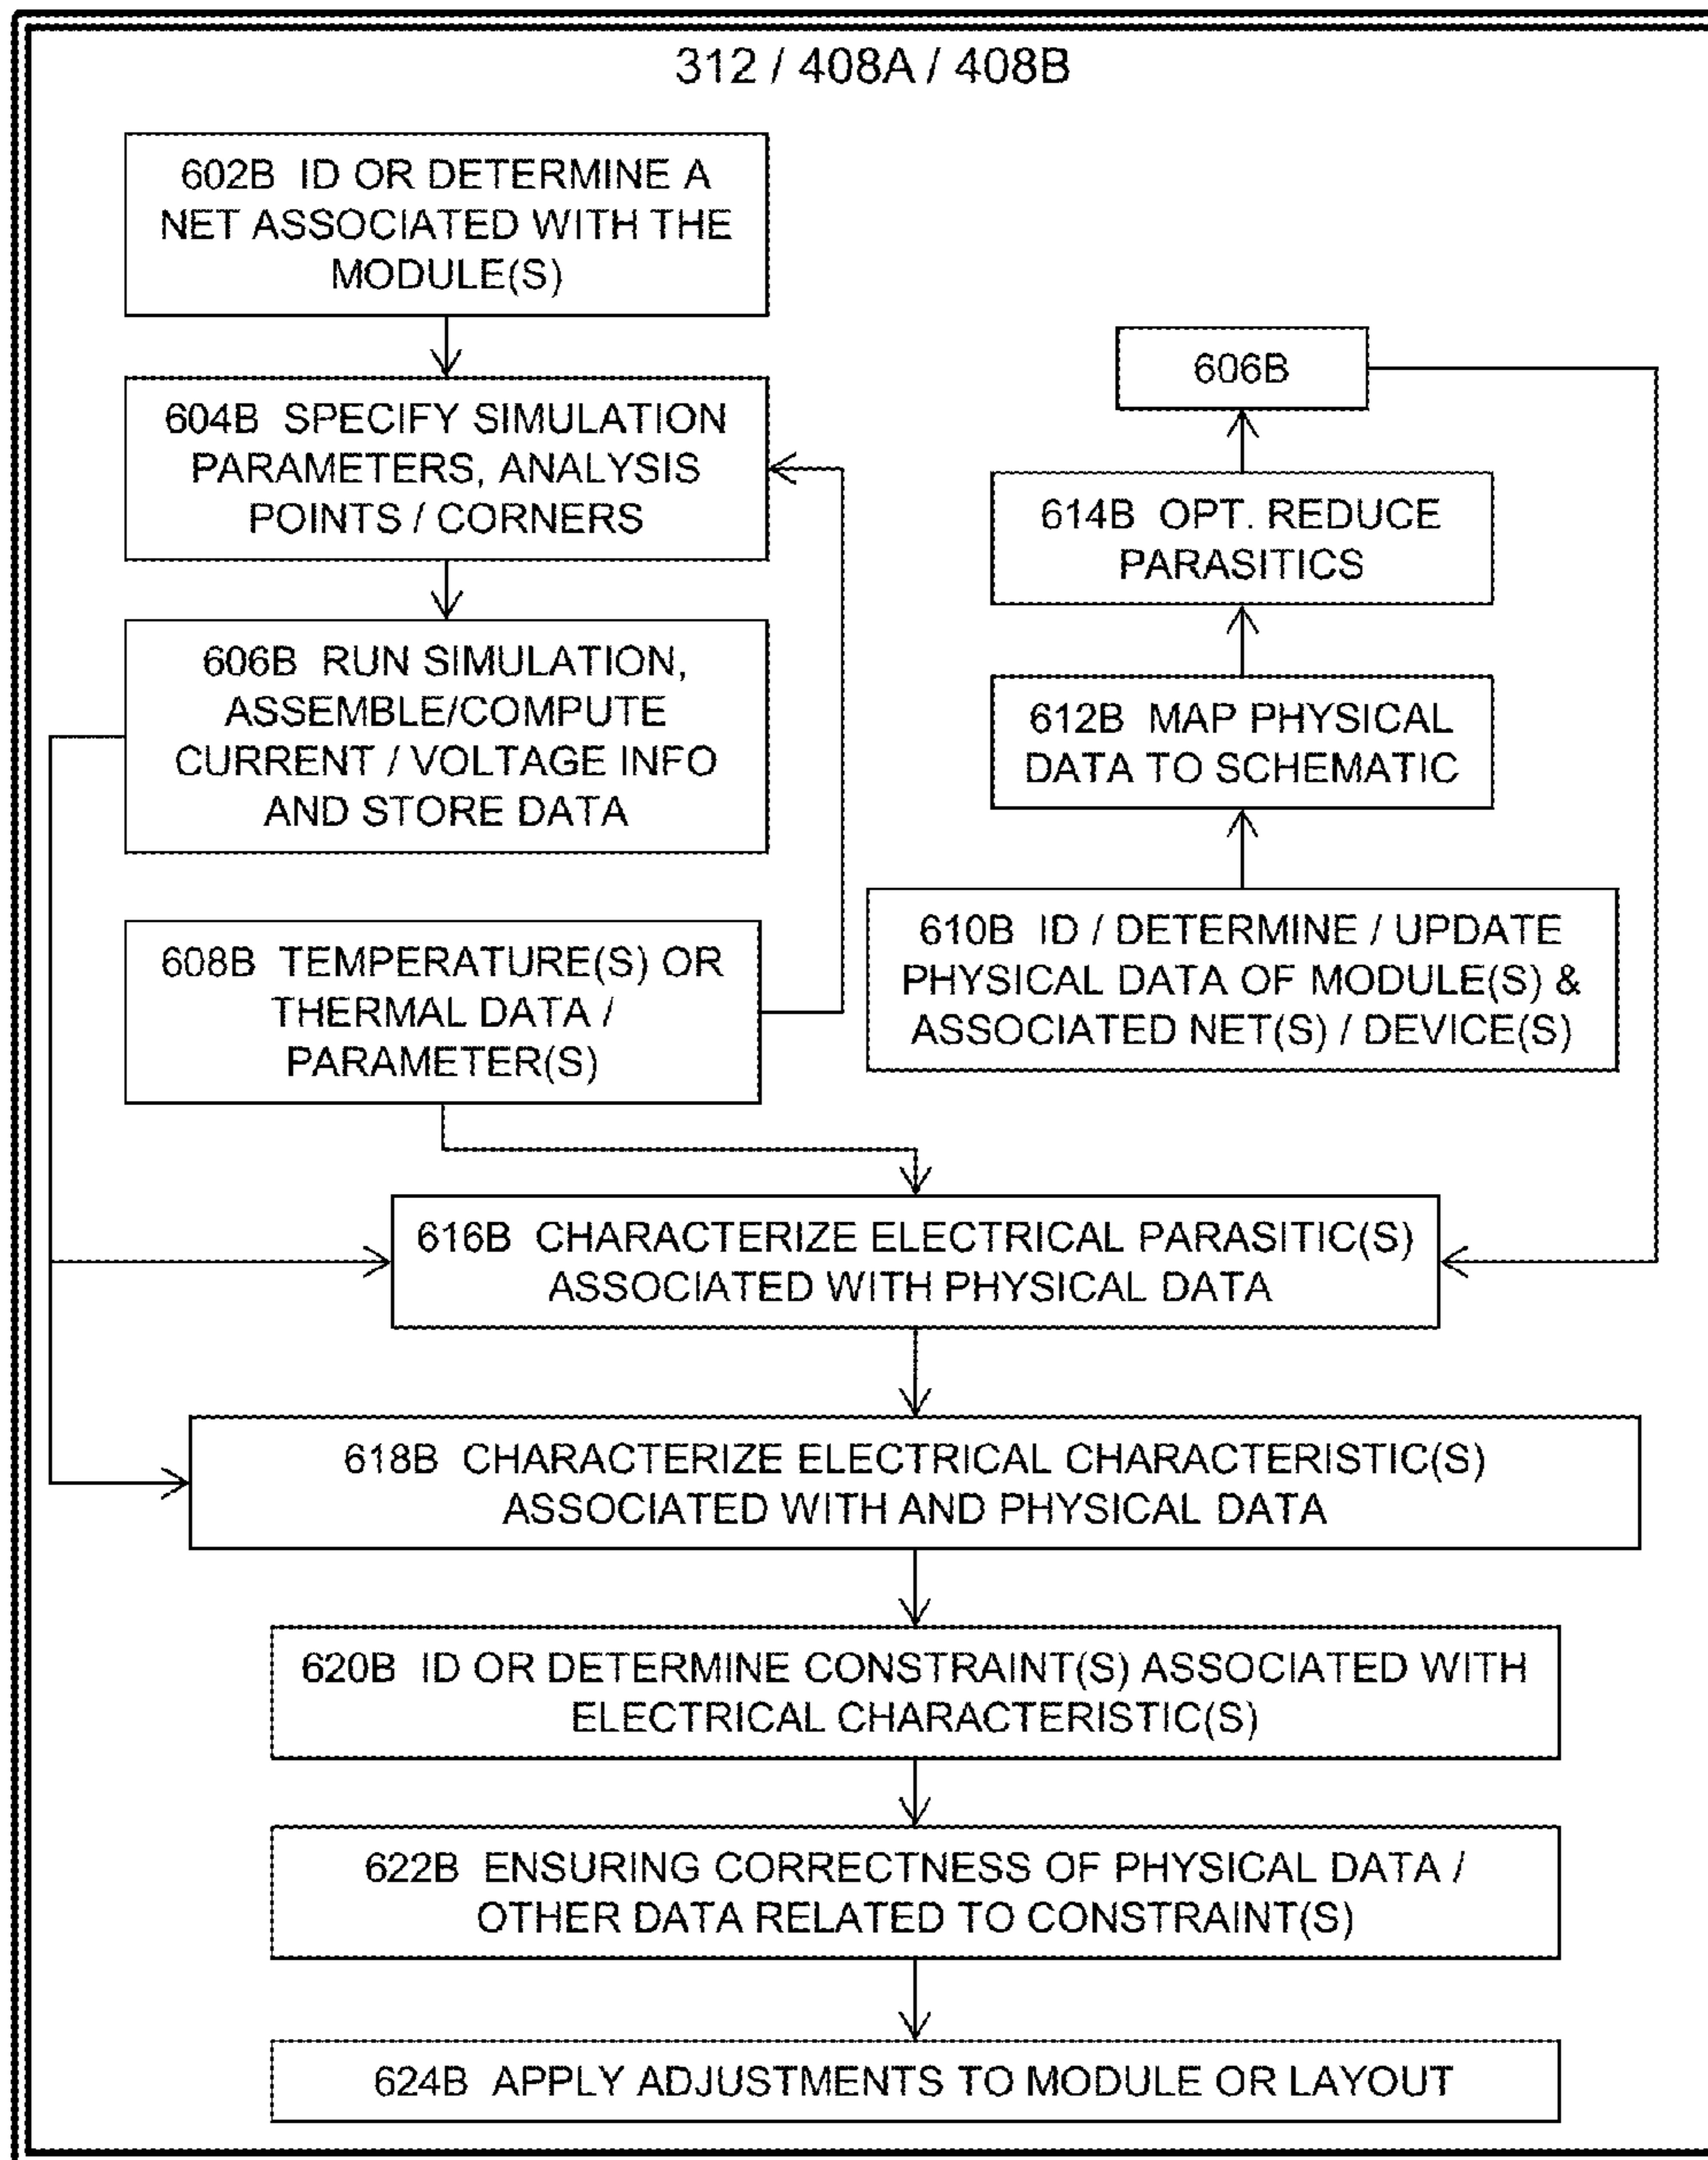 312 / 408A / 408B
602B ID OR DETERMINE A
NET ASSOCIATED WITH THE
MODULE(S)
604B SPECIFY SIMULATION
PARAMETERS, ANALYSIS
POINTS / CORNERS
606B RUN SIMULATION,
ASSEMBLE/COMPUTE
CURRENT / VOLTAGE INFO
AND STORE DATA
608B TEMPERATURE(S) OR
THERMAL DATA /
PARAMETER(S)
606B
614B OPT. REDUCE
PARASITICS
612B MAP PHYSICAL
DATA TO SCHEMATIC
610B ID / DETERMINE / UPDATE
PHYSICAL DATA OF MODULE(S) &
ASSOCIATED NET(S) / DEVICE(S)
616B CHARACTERIZE ELECTRICAL PARASITIC(S)
ASSOCIATED WITH PHYSICAL DATA
618B CHARACTERIZE ELECTRICAL CHARACTERISTIC(S)
ASSOCIATED WITH AND PHYSICAL DATA
620B ID OR DETERMINE CONSTRAINT(S) ASSOCIATED WITH
ELECTRICAL CHARACTERISTIC(S)
622B ENSURING CORRECTNESS OF PHYSICAL DATA /
OTHER DATA RELATED TO CONSTRAINT(S)
624B APPLY ADJUSTMENTS TO MODULE OR LAYOUT